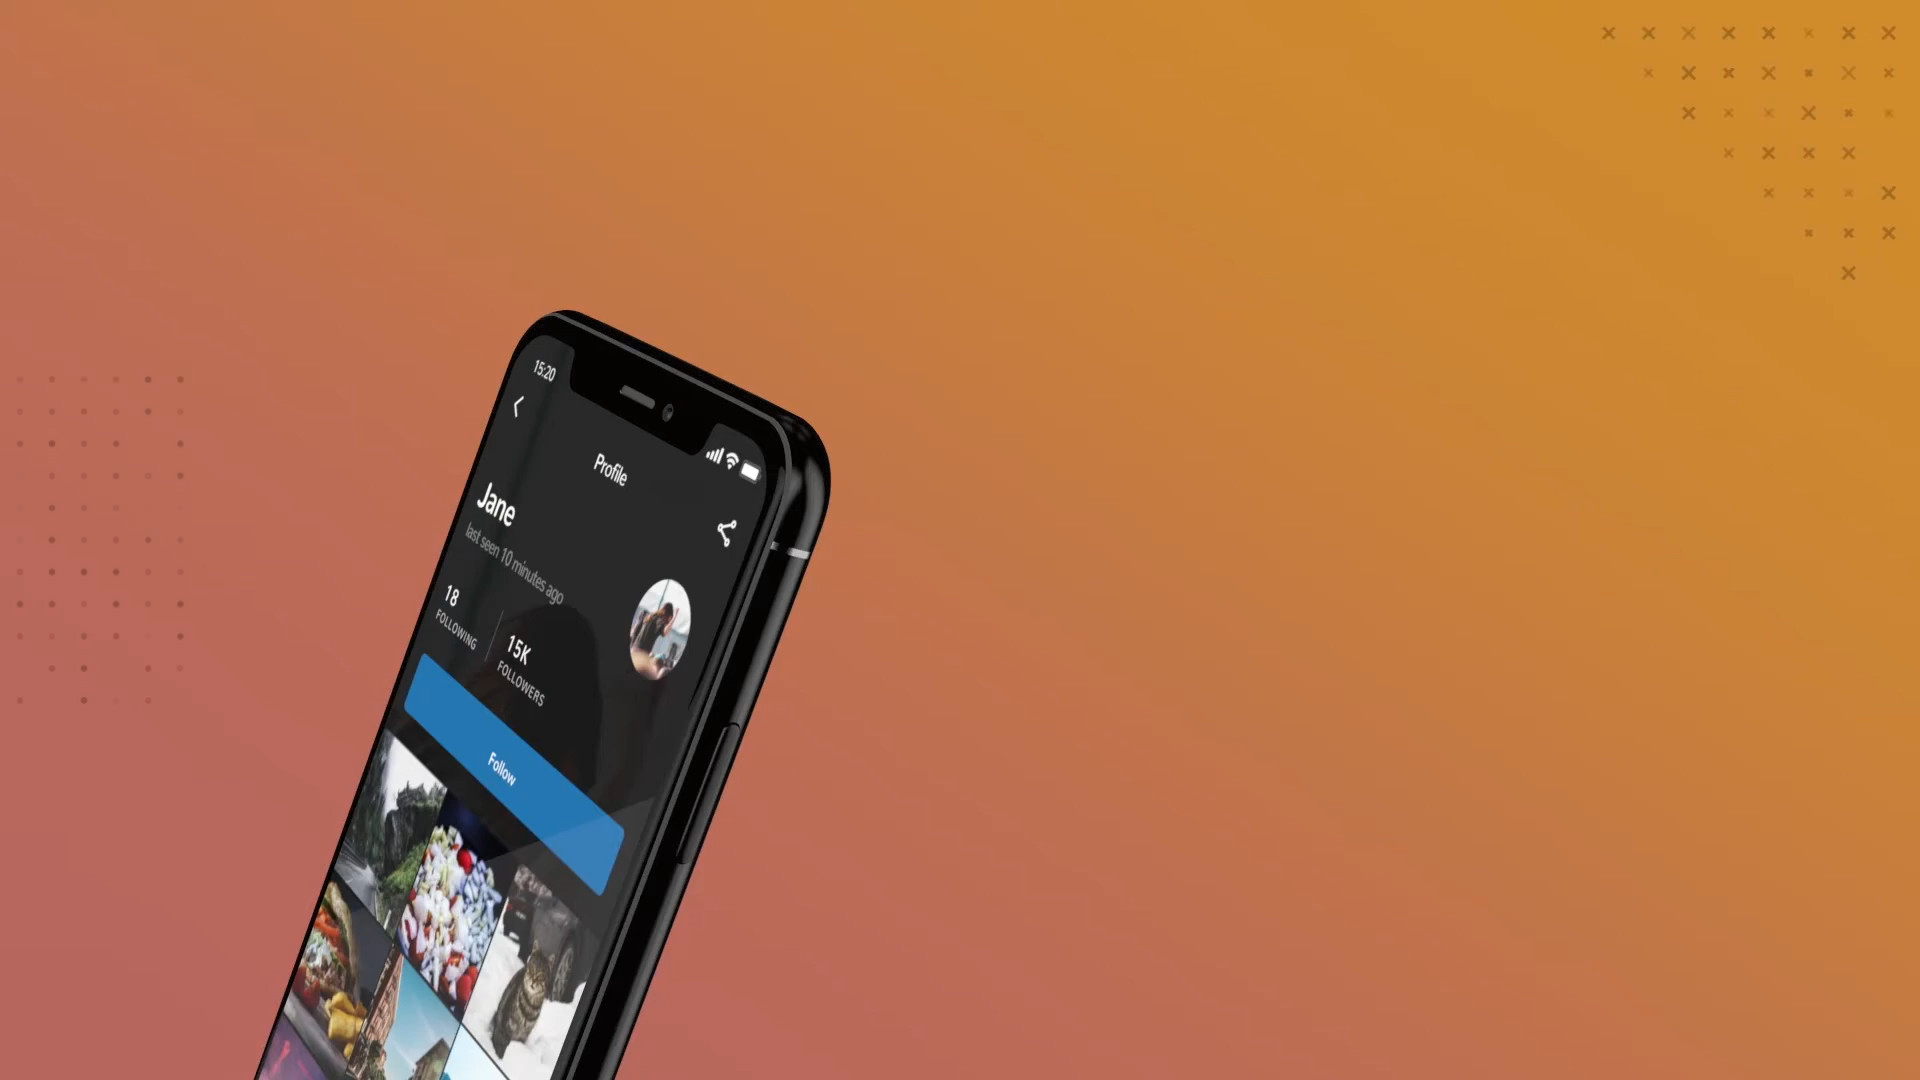 15:20
Profile
Jane
last seen 10 minutes ago
18
FOLLOWING
15K
FOLLOWERS
Follow